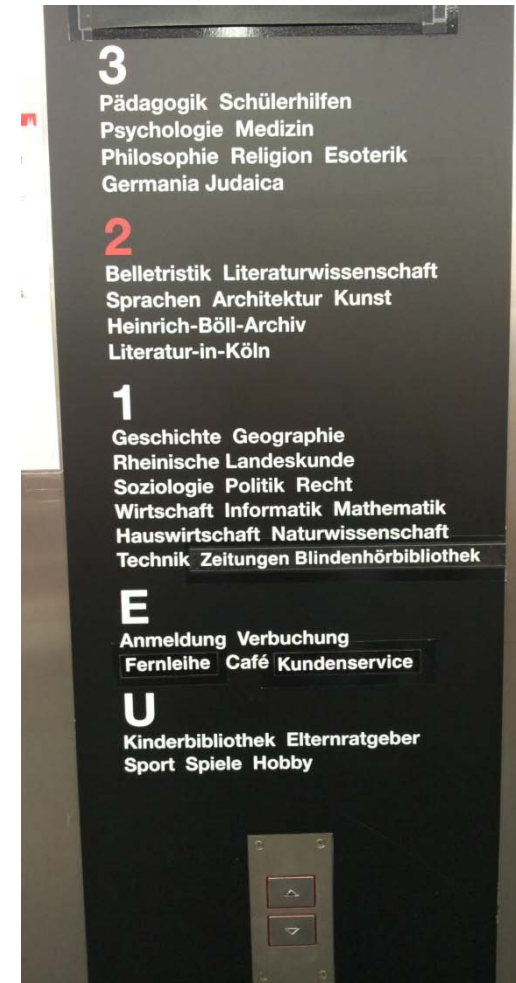 3
Pädagogik Schülerhilfen
Psychologie Medizin
Philosophie Religion Esoterik
Germania Judaica
2
Belletristik Literaturwissenschaft
Sprachen Architektur Kunst
Heinrich-Böll-Archiv
Literatur-in-Köln
1
Geschichte Geographie
Rheinische Landeskunde
Soziologie Politik Recht
Wirtschaft Informatik Mathematik
Hauswirtschaft Naturwissenschaft
Technik Zeitungen Blindenhörbibliothek
E
Anmeldung Verbuchung
Fernleihe Café Kundenservice
U
Kinderbibliothek Elternratgeber
Sport Spiele Hobby